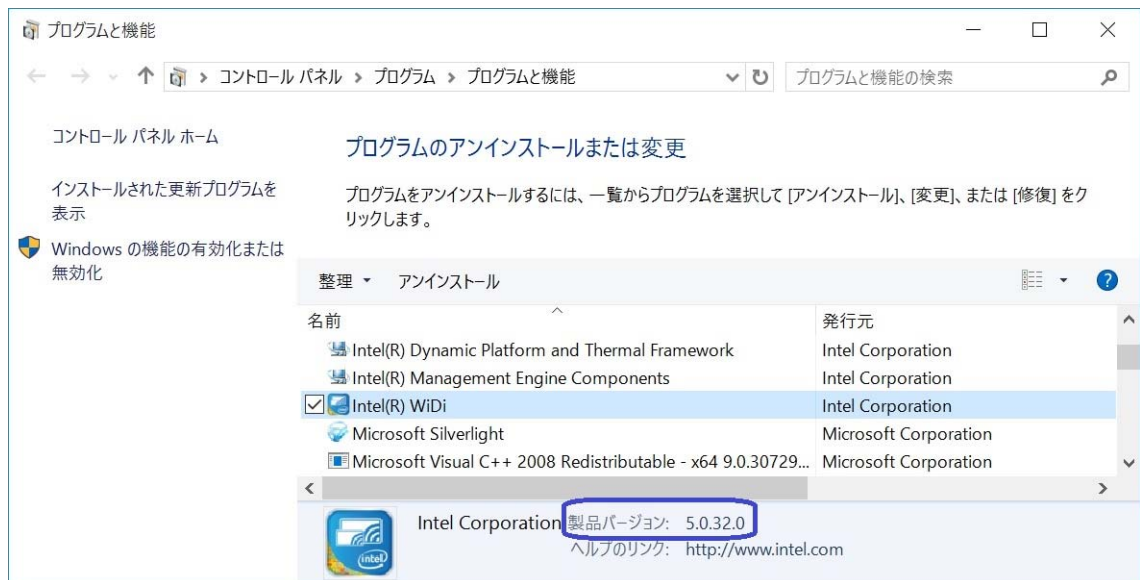 プログラムと機能
コントロール パネル > プログラム > プログラムと機能
プログラムと機能の検索
コントロール パネル ホーム
インストールされた更新プログラムを
表示
Windows の機能の有効化または
無効化
プログラムのアンインストールまたは変更
プログラムをアンインストールするには、一覧からプログラムを選択して [アンインストール]、[変更]、または [修復] をク
リックします。
整理 アンインストール
名前 発行元
Intel(R) Dynamic Platform and Thermal Framework Intel Corporation
Intel(R) Management Engine Components Intel Corporation
Intel(R) WiDi Intel Corporation
Microsoft Silverlight Microsoft Corporation
Microsoft Visual C++ 2008 Redistributable - x64 9.0.30729... Microsoft Corporation
Intel Corporation 製品バージョン: 5.0.32.0
ヘルプのリンク: http://www.intel.com
intel